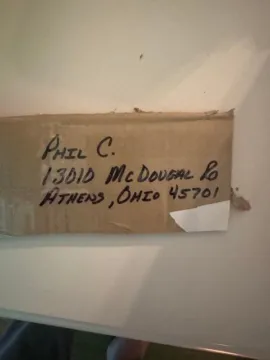 PHIL C.
13010 MCDOUGAL RD
ATHENS, OHIO 45701